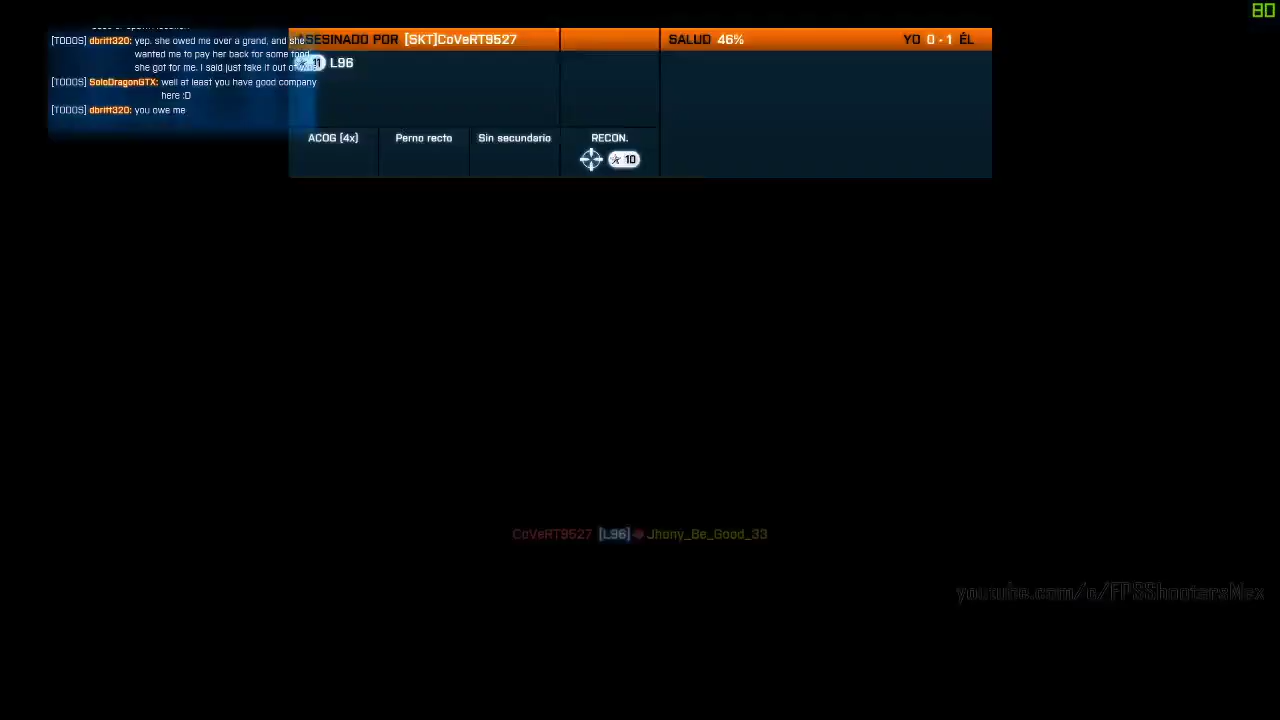 80
[TODOS] dbritt320: yep. she owed me over a grand, and she
wanted me to pay her back for some food
she got for me. I said just take it out of
[TODOS] SoloDragonGTX: well at least you have good company
here :D
[TODOS] dbritt320: you owe me
ASESINADO POR [SKT]CoVeRT9527
SALUD 46%
YO 0 - 1 ÉL
11 L96
ACOG (4x)
Perno recto
Sin secundario
RECON.
10
CoVeRT9527 [L96] Jhony_Be_Good_33
youtube.com/c/FPSShootersMex